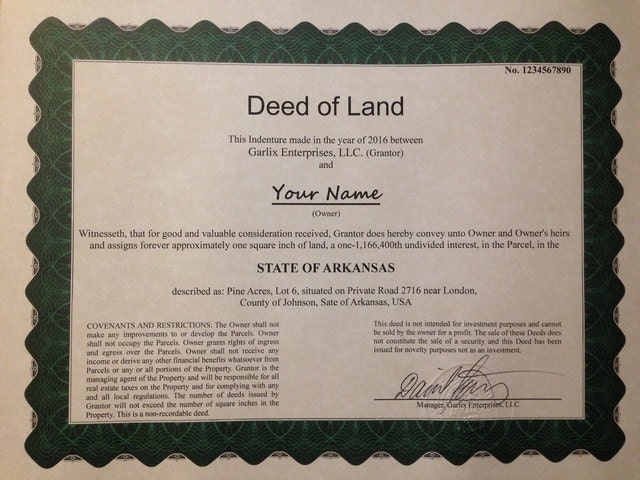 No. 1234567890
Deed of Land
This Indenture made in the year of 2016 between
Garlix Enterprises, LLC. (Grantor)
and
Your Name
(Owner)
Witnesseth, that for good and valuable consideration received, Grantor does hereby convey unto Owner and Owner's heirs
and assigns forever approximately one square inch of land, a one-1,166,400th undivided interest, in the Parcel, in the
STATE OF ARKANSAS
described as: Pine Acres, Lot 6, situated on Private Road 2716 near London,
County of Johnson, Sate of Arkansas, USA
COVENANTS AND RESTRICTIONS: The Owner shall not
make any improvements to or develop the Parcels. Owner
shall not occupy the Parcels. Owner grants rights of ingress
and egress over the Parcels. Owner shall not receive any
income or derive any other financial benefits whatsoever from
Parcels or any or all portions of the Property. Grantor is the
managing agent of the Property and will be responsible for all
real estate taxes on the Property and for complying with any
and all local regulations. The number of deeds issued by
Grantor will not exceed the number of square inches in the
Property. This is a non-recordable deed.
This deed is not intended for investment purposes and cannot
be sold by the owner for a profit. The sale of these Deeds does
not constitute the sale of a security and this Deed has been
issued for novelty purposes not as an investment.
Manager, Garlix Enterprises, LLC